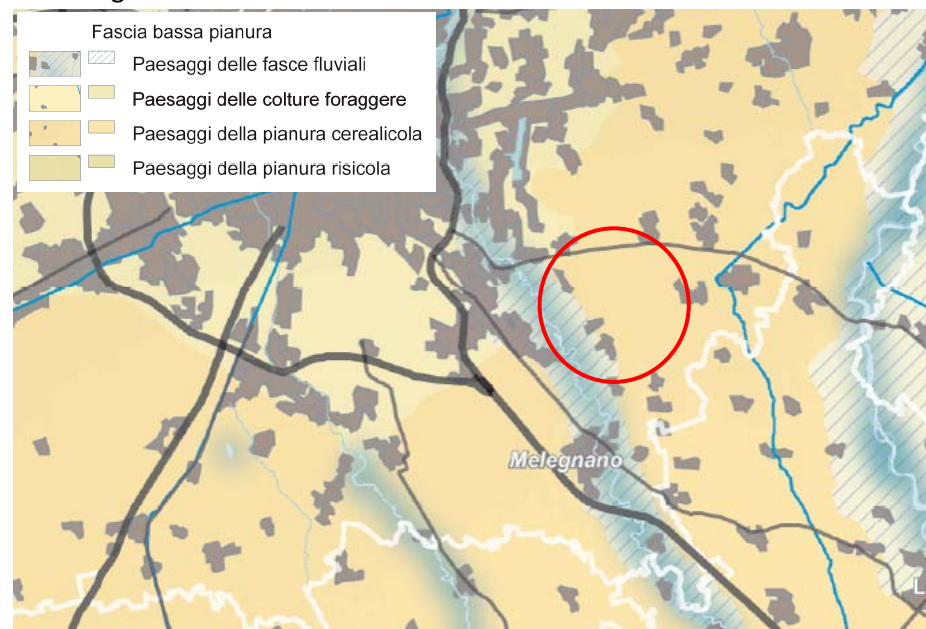 Fascia bassa pianura
Paesaggi delle fasce fluviali
Paesaggi delle colture foraggere
Paesaggi della pianura cerealicola
Paesaggi della pianura risicola
Melegnano
L